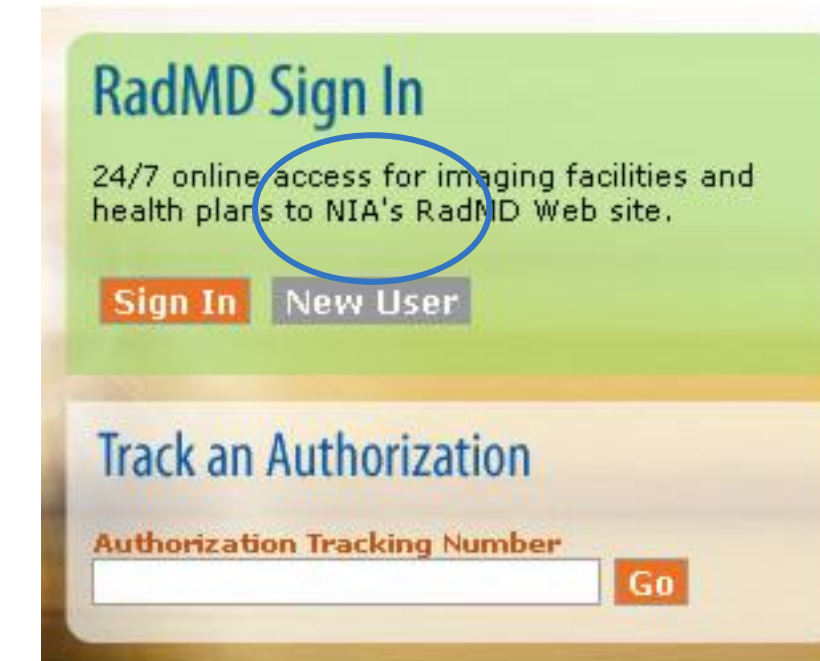 RadMD Sign In
24/7 online access for imaging facilities and
health plans to NIA's RadMD Web site.
Sign In New User
Track an Authorization
Authorization Tracking Number
Go